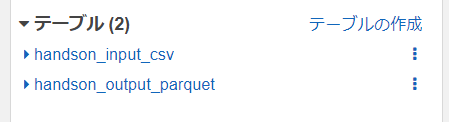 テーブル (2) テーブルの作成
handson_input_csv
handson_output_parquet